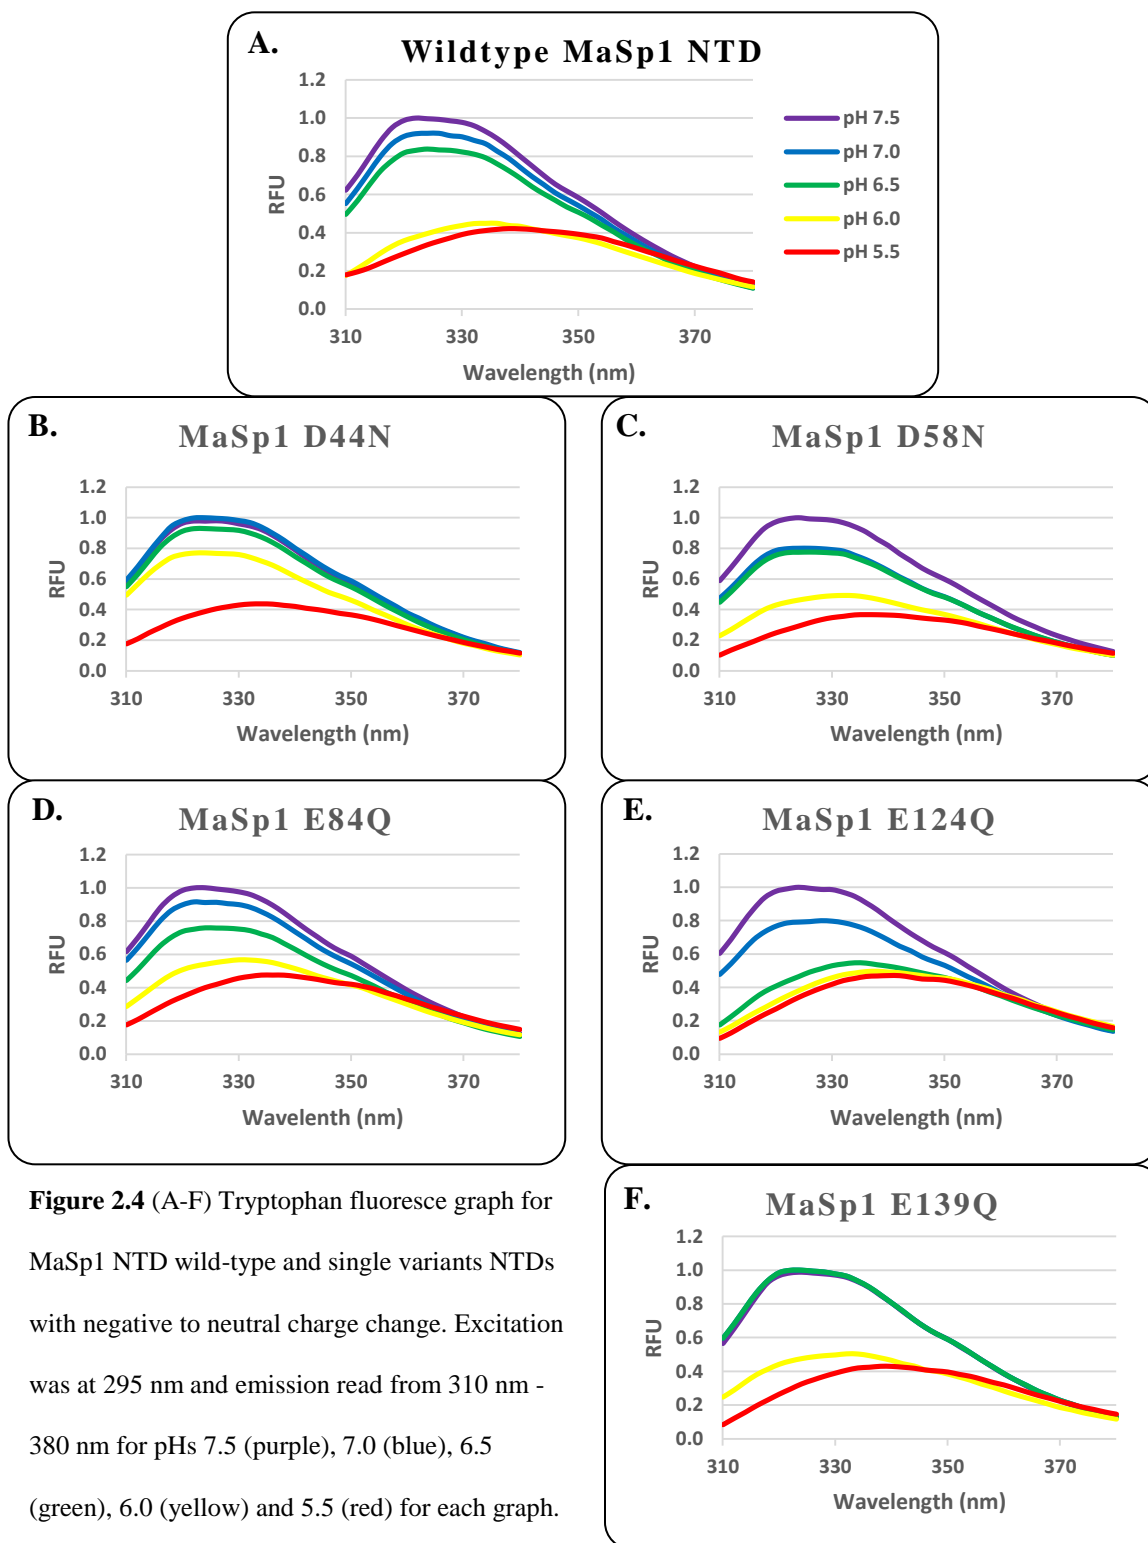 A.
Wildtype MaSp1 NTD
1.2
1.0
0.8
0.6
0.4
0.2
0.0
RFU
310
330
350
370
Wavelength (nm)
pH 7.5
pH 7.0
pH 6.5
pH 6.0
pH 5.5
B.
MaSp1 D44N
1.2
1.0
0.8
0.6
0.4
0.2
0.0
RFU
310
330
350
370
Wavelength (nm)
C.
MaSp1 D58N
1.2
1.0
0.8
0.6
0.4
0.2
0.0
RFU
310
330
350
370
Wavelength (nm)
D.
MaSp1 E84Q
1.2
1.0
0.8
0.6
0.4
0.2
0.0
RFU
310
330
350
370
Wavelenth (nm)
E.
MaSp1 E124Q
1.2
1.0
0.8
0.6
0.4
0.2
0.0
RFU
310
330
350
370
Wavelength (nm)
Figure 2.4 (A-F) Tryptophan fluoresce graph for
MaSp1 NTD wild-type and single variants NTDs
with negative to neutral charge change. Excitation
was at 295 nm and emission read from 310 nm -
380 nm for pHs 7.5 (purple), 7.0 (blue), 6.5
(green), 6.0 (yellow) and 5.5 (red) for each graph.
F.
MaSp1 E139Q
1.2
1.0
0.8
0.6
0.4
0.2
0.0
RFU
310
330
350
370
Wavelength (nm)